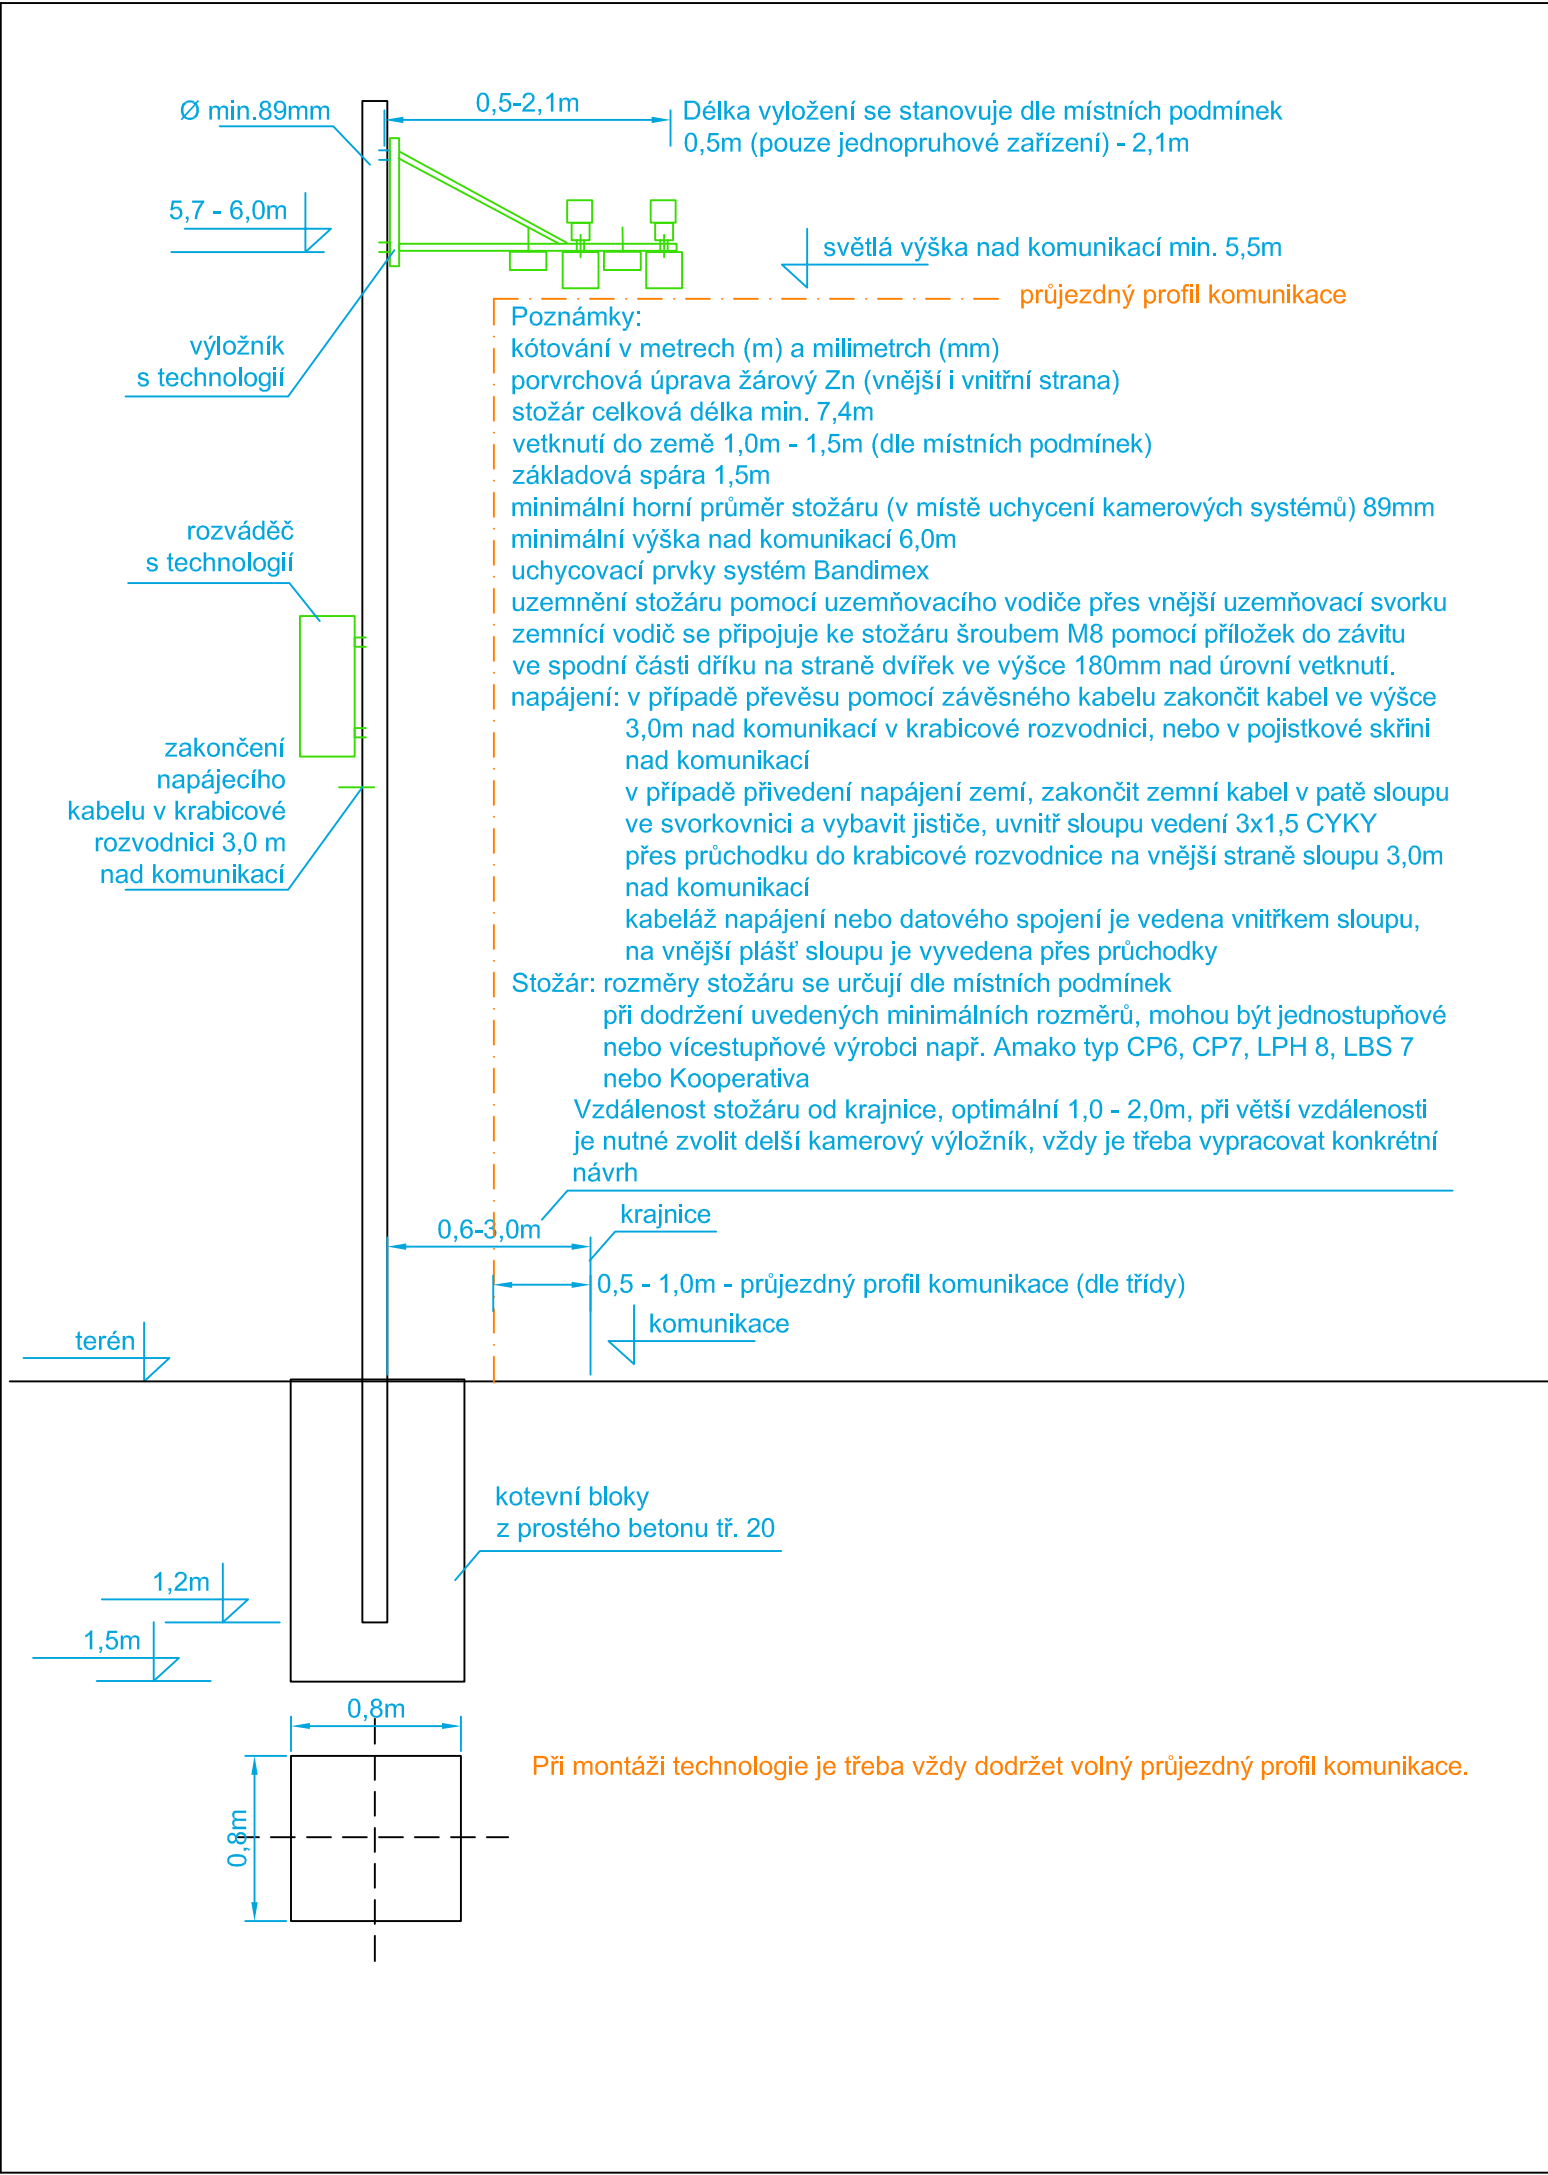 Ø min.89mm
0,5-2,1m
Délka vyložení se stanovuje dle místních podmínek
0,5m (pouze jednopruhové zařízení) - 2,1m
5,7 - 6,0m
světlá výška nad komunikací min. 5,5m
průjezdný profil komunikace
výložník
s technologií
Poznámky:
kótování v metrech (m) a milimetrch (mm)
porvrchová úprava žárový Zn (vnější i vnitřní strana)
stožár celková délka min. 7,4m
vetknutí do země 1,0m - 1,5m (dle místních podmínek)
základová spára 1,5m
minimální horní průměr stožáru (v místě uchycení kamerových systémů) 89mm
minimální výška nad komunikací 6,0m
uchycovací prvky systém Bandimex
uzemnění stožáru pomocí uzemňovacího vodiče přes vnější uzemňovací svorku
zemnící vodič se připojuje ke stožáru šroubem M8 pomocí příložek do závitu
ve spodní části dříku na straně dvířek ve výšce 180mm nad úrovní vetknutí.
napájení: v případě převěsu pomocí závěsného kabelu zakončit kabel ve výšce
3,0m nad komunikací v krabicové rozvodnici, nebo v pojistkové skřini
nad komunikací
v případě přivedení napájení zemí, zakončit zemní kabel v patě sloupu
ve svorkovnici a vybavit jističe, uvnitř sloupu vedení 3x1,5 CYKY
přes průchodku do krabicové rozvodnice na vnější straně sloupu 3,0m
nad komunikací
kabeláž napájení nebo datového spojení je vedena vnitřkem sloupu,
na vnější plášť sloupu je vyvedena přes průchodky
Stožár: rozměry stožáru se určují dle místních podmínek
při dodržení uvedených minimálních rozměrů, mohou být jednostupňové
nebo vícestupňové výrobci např. Amako typ CP6, CP7, LPH 8, LBS 7
nebo Kooperativa
Vzdálenost stožáru od krajnice, optimální 1,0 - 2,0m, při větší vzdálenosti
je nutné zvolit delší kamerový výložník, vždy je třeba vypracovat konkrétní
návrh
rozváděč
s technologií
zakončení
napájecího
kabelu v krabicové
rozvodnici 3,0 m
nad komunikací
0,6-3,0m
krajnice
0,5 - 1,0m - průjezdný profil komunikace (dle třídy)
komunikace
terén
kotevní bloky
z prostého betonu tř. 20
1,2m
1,5m
0,8m
0,8m
Při montáži technologie je třeba vždy dodržet volný průjezdný profil komunikace.